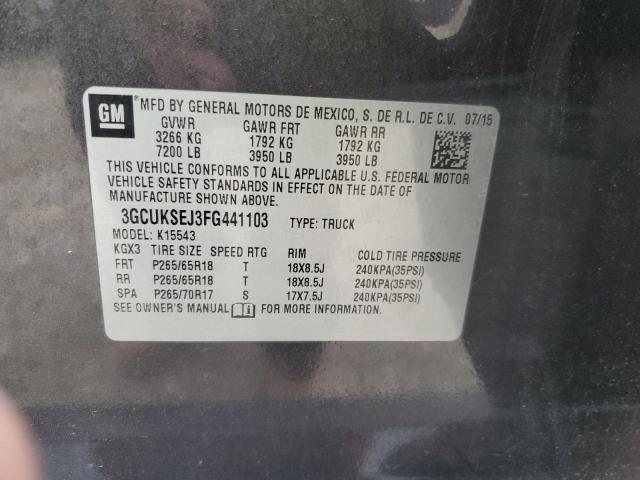 GM
MFD BY GENERAL MOTORS DE MEXICO, S. DE R.L. DE C.V. 07/15
GVWR GAWR FRT GAWR RR
3266 KG 1792 KG 1792 KG
7200 LB 3950 LB 3950 LB
THIS VEHICLE CONFORMS TO ALL APPLICABLE U.S. FEDERAL MOTOR
VEHICLE SAFETY STANDARDS IN EFFECT ON THE DATE OF
MANUFACTURE SHOWN ABOVE.
3GCUKSEJ3FG441103 TYPE: TRUCK
MODEL: K15543
KGX3 TIRE SIZE SPEED RTG RIM COLD TIRE PRESSURE
FRT P265/65R18 T 18X8.5J 240KPA(35PSI)
RR P265/65R18 T 18X8.5J 240KPA(35PSI)
SPA P265/70R17 S 17X7.5J 240KPA(35PSI)
SEE OWNER'S MANUAL FOR MORE INFORMATION.